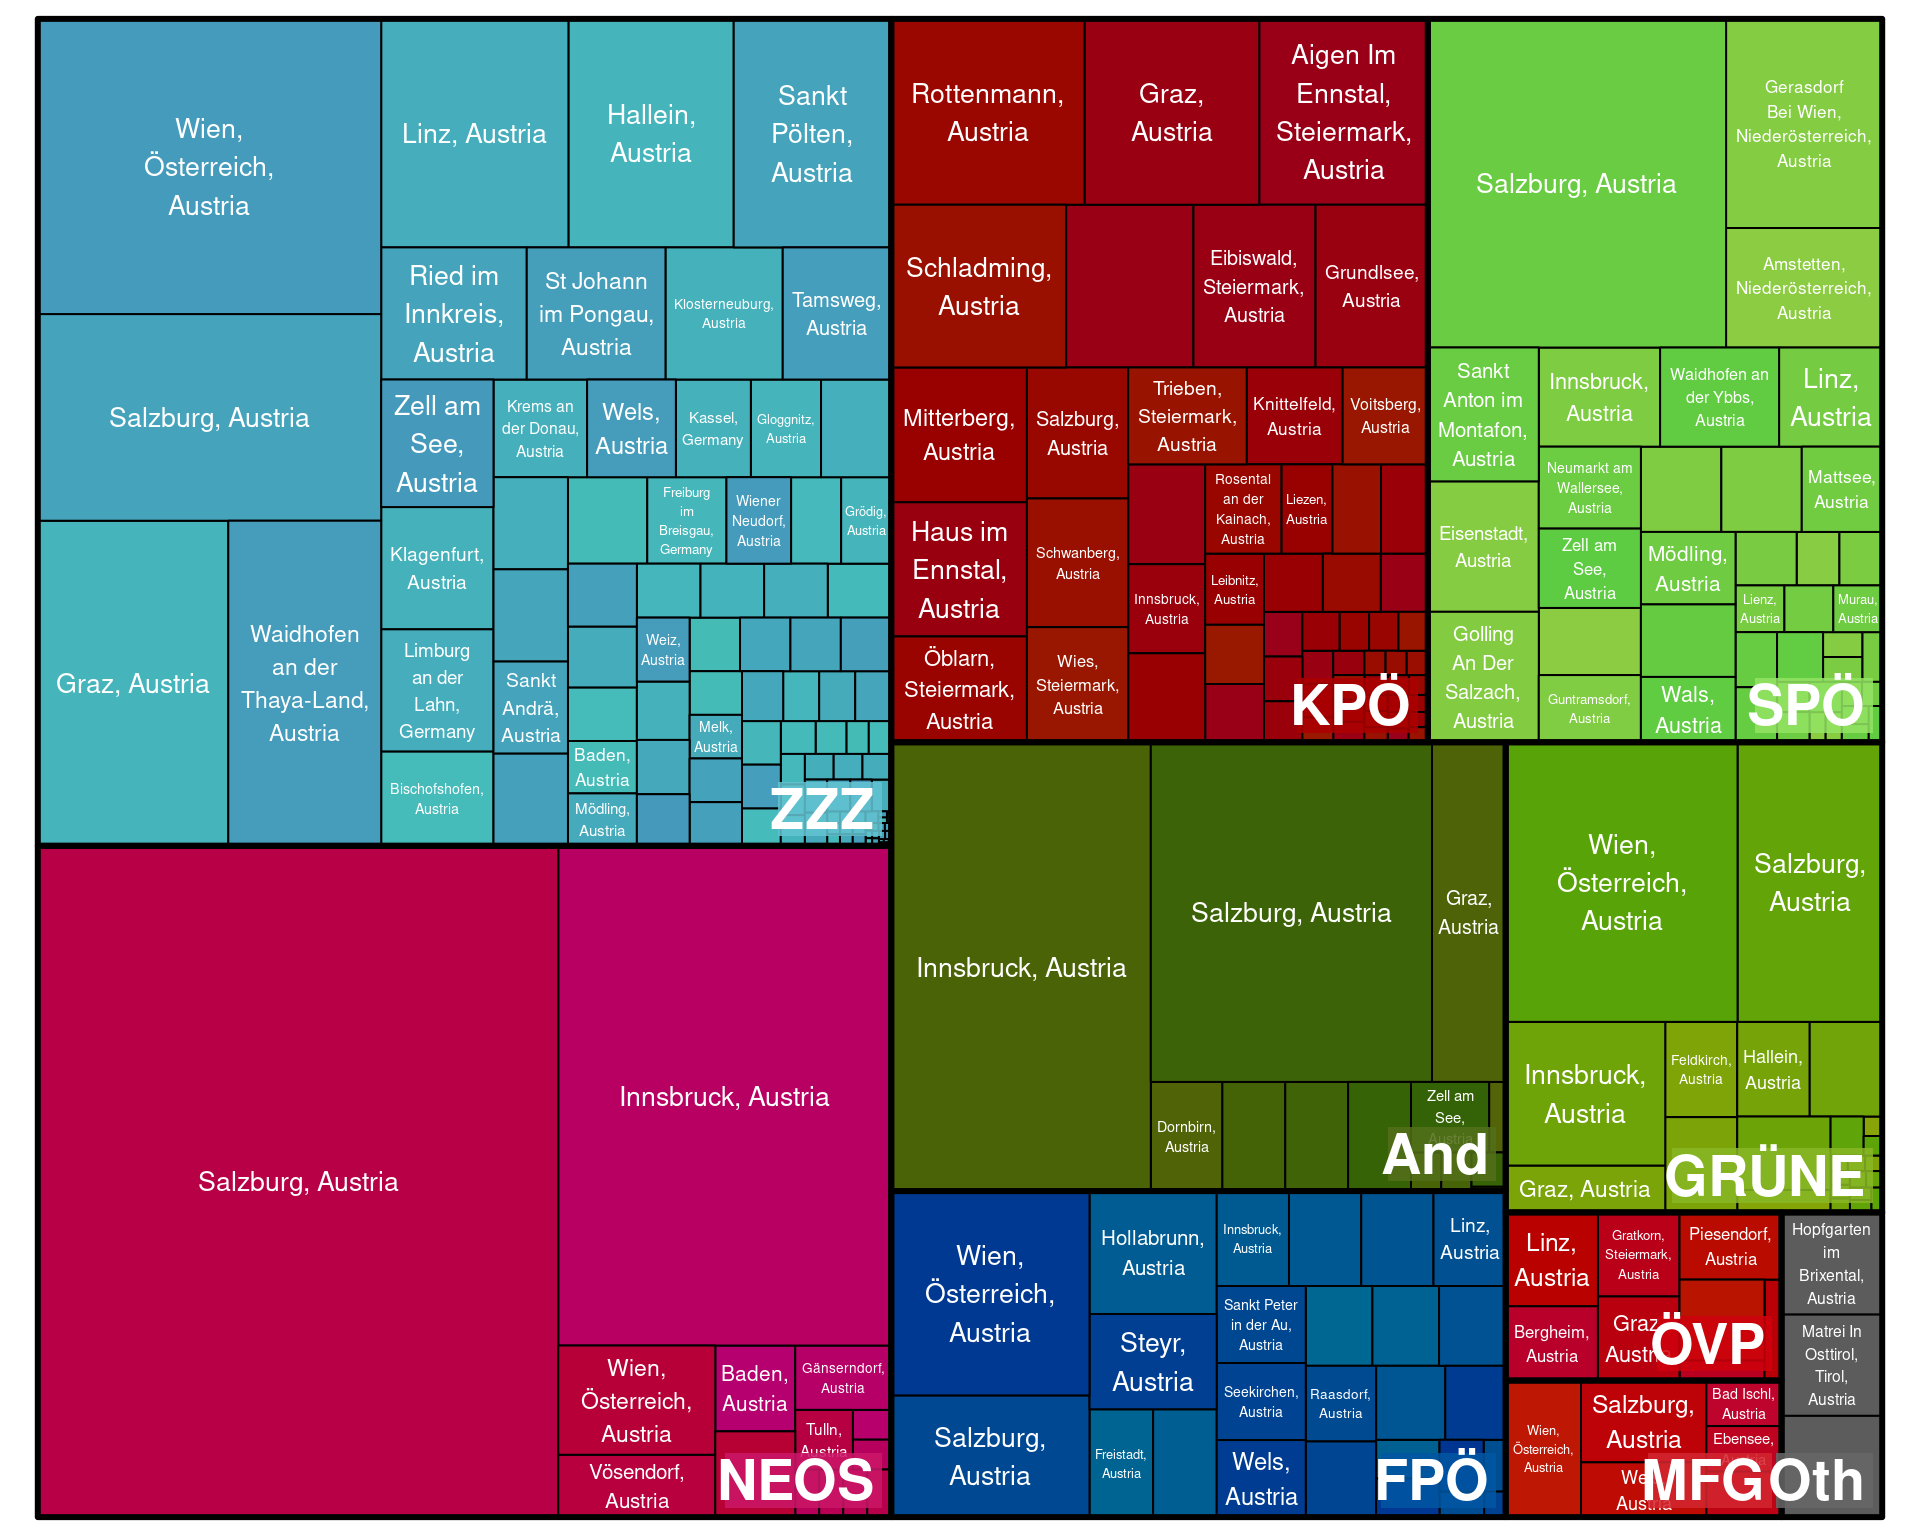 Wien,
Österreich,
Austria
Linz, Austria
Hallein,
Austria
Sankt
Pölten,
Austria
Salzburg, Austria
Graz, Austria
Waidhofen
an der
Thaya-Land,
Austria
Ried im
Innkreis,
Austria
St Johann
im Pongau,
Austria
Klosterneuburg,
Austria
Tamsweg,
Austria
Zell am
See,
Austria
Krems an
der Donau,
Austria
Wels,
Austria
Kassel,
Germany
Gloggnitz,
Austria
Klagenfurt,
Austria
Freiburg
im
Breisgau,
Germany
Wiener
Neudorf,
Austria
Grödig,
Austria
Limburg
an der
Lahn,
Germany
Sankt
Andrä,
Austria
Weiz,
Austria
Melk,
Austria
Bischofshofen,
Austria
Baden,
Austria
Mödling,
Austria
ZZZ
Rottenmann,
Austria
Graz,
Austria
Aigen Im
Ennstal,
Steiermark,
Austria
Schladming,
Austria
Eibiswald,
Steiermark,
Austria
Grundlsee,
Austria
Mitterberg,
Austria
Salzburg,
Austria
Trieben,
Steiermark,
Austria
Knittelfeld,
Austria
Voitsberg,
Austria
Haus im
Ennstal,
Austria
Schwanberg,
Austria
Rosental
an der
Kainach,
Austria
Liezen,
Austria
Innsbruck,
Austria
Leibnitz,
Austria
Öblarn,
Steiermark,
Austria
Wies,
Steiermark,
Austria
KPÖ
Salzburg, Austria
Gerasdorf
Bei Wien,
Niederösterreich,
Austria
Amstetten,
Niederösterreich,
Austria
Sankt
Anton im
Montafon,
Austria
Innsbruck,
Austria
Waidhofen an
der Ybbs,
Austria
Linz,
Austria
Neumarkt am
Wallersee,
Austria
Mattsee,
Austria
Eisenstadt,
Austria
Zell am
See,
Austria
Mödling,
Austria
Lienz,
Austria
Murau,
Austria
Golling
An Der
Salzach,
Austria
Guntramsdorf,
Austria
Wals,
Austria
SPÖ
Salzburg, Austria
Innsbruck, Austria
Wien,
Österreich,
Austria
Baden,
Austria
Gänserndorf,
Austria
Tulln,
Austria
Vösendorf,
Austria
NEOS
Innsbruck, Austria
Salzburg, Austria
Graz,
Austria
Dornbirn,
Austria
Zell am
See,
Austria
And
Wien,
Österreich,
Austria
Salzburg,
Austria
Innsbruck,
Austria
Feldkirch,
Austria
Hallein,
Austria
Graz, Austria
GRÜNE
Wien,
Österreich,
Austria
Hollabrunn,
Austria
Innsbruck,
Austria
Linz,
Austria
Steyr,
Austria
Sankt Peter
in der Au,
Austria
Salzburg,
Austria
Seekirchen,
Austria
Raasdorf,
Austria
Freistadt,
Austria
Wels,
Austria
FPÖ
Linz,
Austria
Gratkorn,
Steiermark,
Austria
Piesendorf,
Austria
Bergheim,
Austria
Graz,
Austria
ÖVP
Wien,
Österreich,
Austria
Salzburg,
Austria
Bad Ischl,
Austria
Ebensee,
Austria
MFG
Hopfgarten
im
Brixental,
Austria
Matrei In
Osttirol,
Tirol,
Austria
Oth